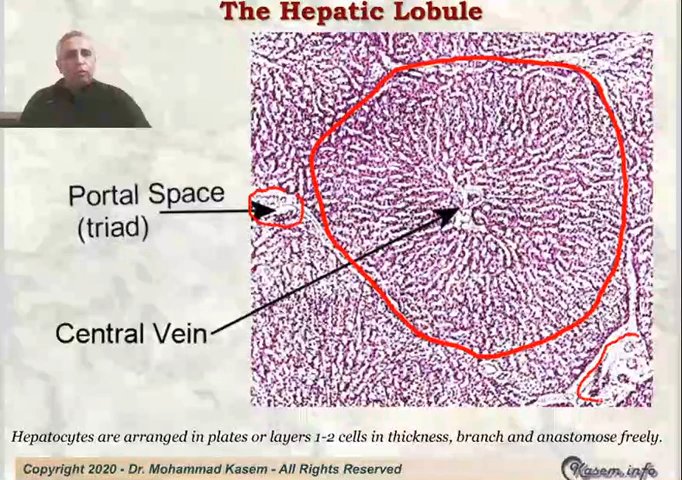 The Hepatic Lobule
Portal Space
(triad)
Central Vein
Hepatocytes are arranged in plates or layers 1-2 cells in thickness, branch and anastomose freely.
Copyright 2020 - Dr. Mohammad Kasem - All Rights Reserved
Kasem.info